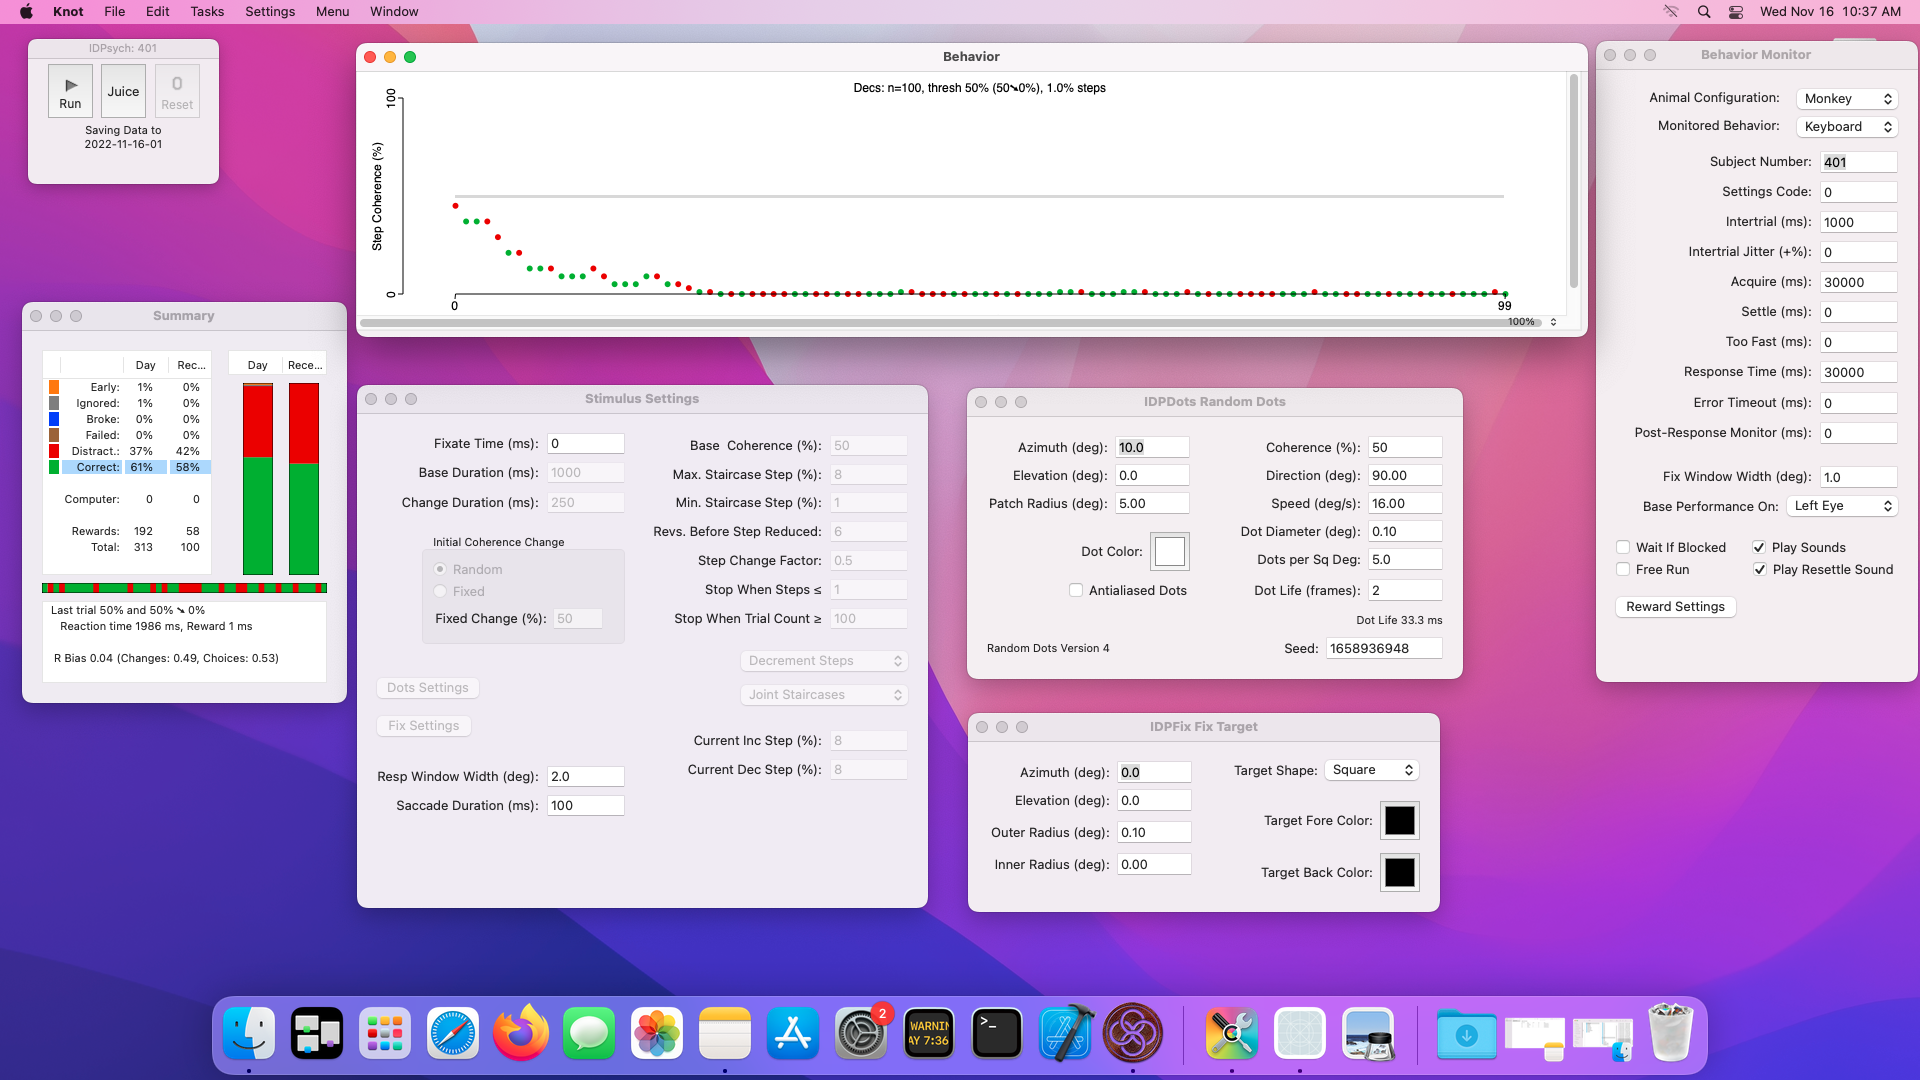 Knot File Edit Tasks Settings Menu Window Wed Nov 16 10:37 AM
IDPsych: 401
Run Juice 0 Reset
Saving Data to
2022-11-16-01
Behavior
Decs: n=100, thresh 50% (50➘0%), 1.0% steps
Step Coherence (%)
100
0
0 99
100%
Summary
Day Rec... Day Rece...
Early: 1% 0%
Ignored: 1% 0%
Broke: 0% 0%
Failed: 0% 0%
Distract.: 37% 42%
Correct: 61% 58%
Computer: 0 0
Rewards: 192 58
Total: 313 100
Last trial 50% and 50% ➘ 0%
Reaction time 1986 ms, Reward 1 ms
R Bias 0.04 (Changes: 0.49, Choices: 0.53)
Stimulus Settings
Fixate Time (ms): 0
Base Duration (ms): 1000
Change Duration (ms): 250
Initial Coherence Change
Random
Fixed
Fixed Change (%): 50
Dots Settings
Fix Settings
Resp Window Width (deg): 2.0
Saccade Duration (ms): 100
Base Coherence (%): 50
Max. Staircase Step (%): 8
Min. Staircase Step (%): 1
Revs. Before Step Reduced: 6
Step Change Factor: 0.5
Stop When Steps ≤ 1
Stop When Trial Count ≥ 100
Decrement Steps
Joint Staircases
Current Inc Step (%): 8
Current Dec Step (%): 8
IDPDots Random Dots
Azimuth (deg): 10.0
Elevation (deg): 0.0
Patch Radius (deg): 5.00
Dot Color:
Antialiased Dots
Random Dots Version 4
Coherence (%): 50
Direction (deg): 90.00
Speed (deg/s): 16.00
Dot Diameter (deg): 0.10
Dots per Sq Deg: 5.0
Dot Life (frames): 2
Dot Life 33.3 ms
Seed: 1658936948
IDPFix Fix Target
Azimuth (deg): 0.0
Elevation (deg): 0.0
Outer Radius (deg): 0.10
Inner Radius (deg): 0.00
Target Shape: Square
Target Fore Color:
Target Back Color:
Behavior Monitor
Animal Configuration: Monkey
Monitored Behavior: Keyboard
Subject Number: 401
Settings Code: 0
Intertrial (ms): 1000
Intertrial Jitter (+%): 0
Acquire (ms): 30000
Settle (ms): 0
Too Fast (ms): 0
Response Time (ms): 30000
Error Timeout (ms): 0
Post-Response Monitor (ms): 0
Fix Window Width (deg): 1.0
Base Performance On: Left Eye
Wait If Blocked Play Sounds
Free Run Play Resettle Sound
Reward Settings
2
WARNIN
AY 7:36
>_